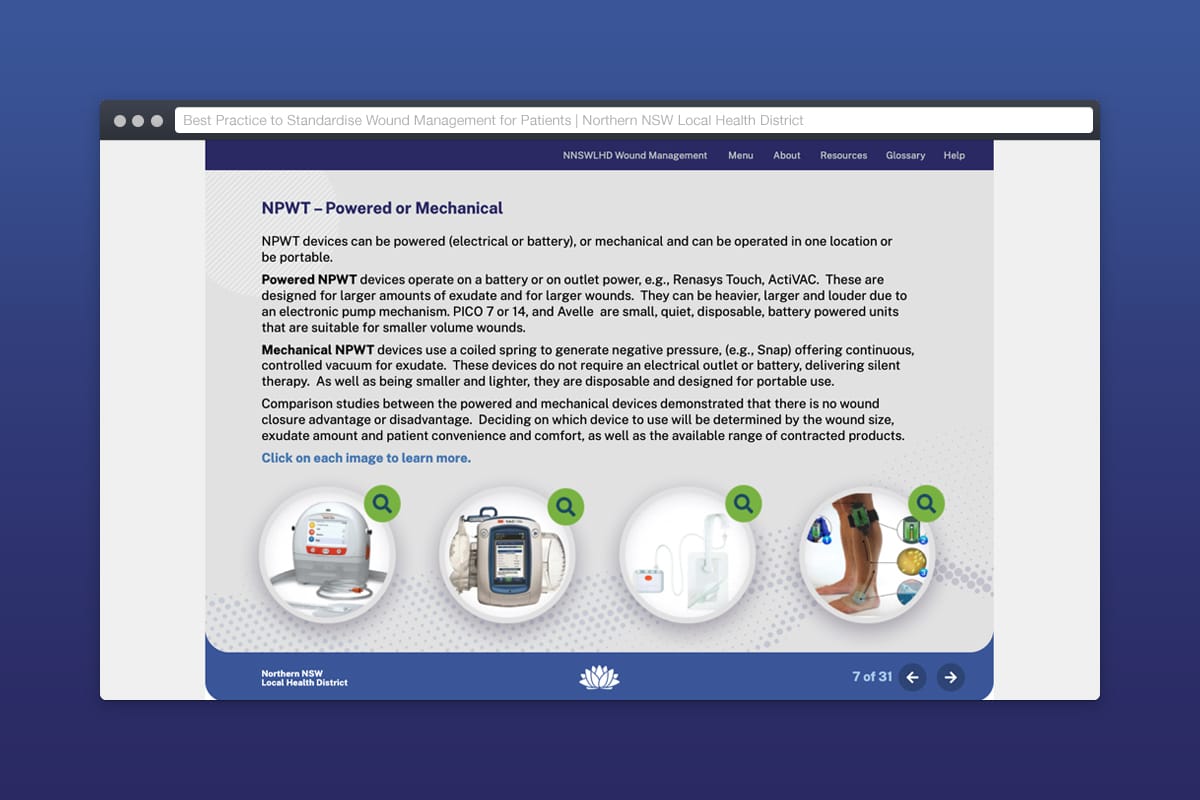 Best Practice to Standardise Wound Management for Patients | Northern NSW Local Health District
NNSWLHD Wound Management Menu About Resources Glossary Help
NPWT – Powered or Mechanical
NPWT devices can be powered (electrical or battery), or mechanical and can be operated in one location or
be portable.
Powered NPWT devices operate on a battery or on outlet power, e.g., Renasys Touch, ActiVAC.  These are
designed for larger amounts of exudate and for larger wounds.  They can be heavier, larger and louder due to
an electronic pump mechanism. PICO 7 or 14, and Avelle  are small, quiet, disposable, battery powered units
that are suitable for smaller volume wounds.
Mechanical NPWT devices use a coiled spring to generate negative pressure, (e.g., Snap) offering continuous,
controlled vacuum for exudate.  These devices do not require an electrical outlet or battery, delivering silent
therapy.  As well as being smaller and lighter, they are disposable and designed for portable use.
Comparison studies between the powered and mechanical devices demonstrated that there is no wound
closure advantage or disadvantage.  Deciding on which device to use will be determined by the wound size,
exudate amount and patient convenience and comfort, as well as the available range of contracted products.
Click on each image to learn more.
Northern NSW
Local Health District
7 of 31